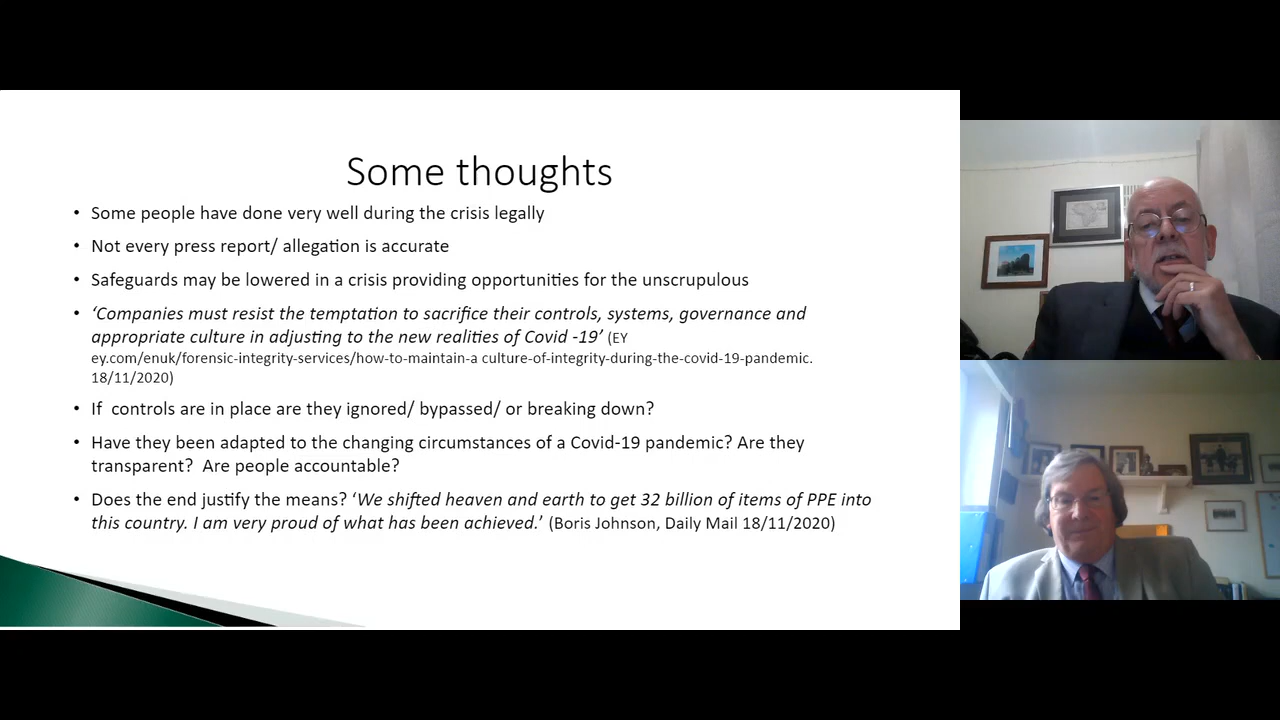 Some thoughts
• Some people have done very well during the crisis legally
• Not every press report/ allegation is accurate
• Safeguards may be lowered in a crisis providing opportunities for the unscrupulous
• ‘Companies must resist the temptation to sacrifice their controls, systems, governance and
appropriate culture in adjusting to the new realities of Covid -19’ (EY
ey.com/enuk/forensic-integrity-services/how-to-maintain-a culture-of-integrity-during-the-covid-19-pandemic.
18/11/2020)
• If  controls are in place are they ignored/ bypassed/ or breaking down?
• Have they been adapted to the changing circumstances of a Covid-19 pandemic? Are they
transparent?  Are people accountable?
• Does the end justify the means? ‘We shifted heaven and earth to get 32 billion of items of PPE into
this country. I am very proud of what has been achieved.’ (Boris Johnson, Daily Mail 18/11/2020)